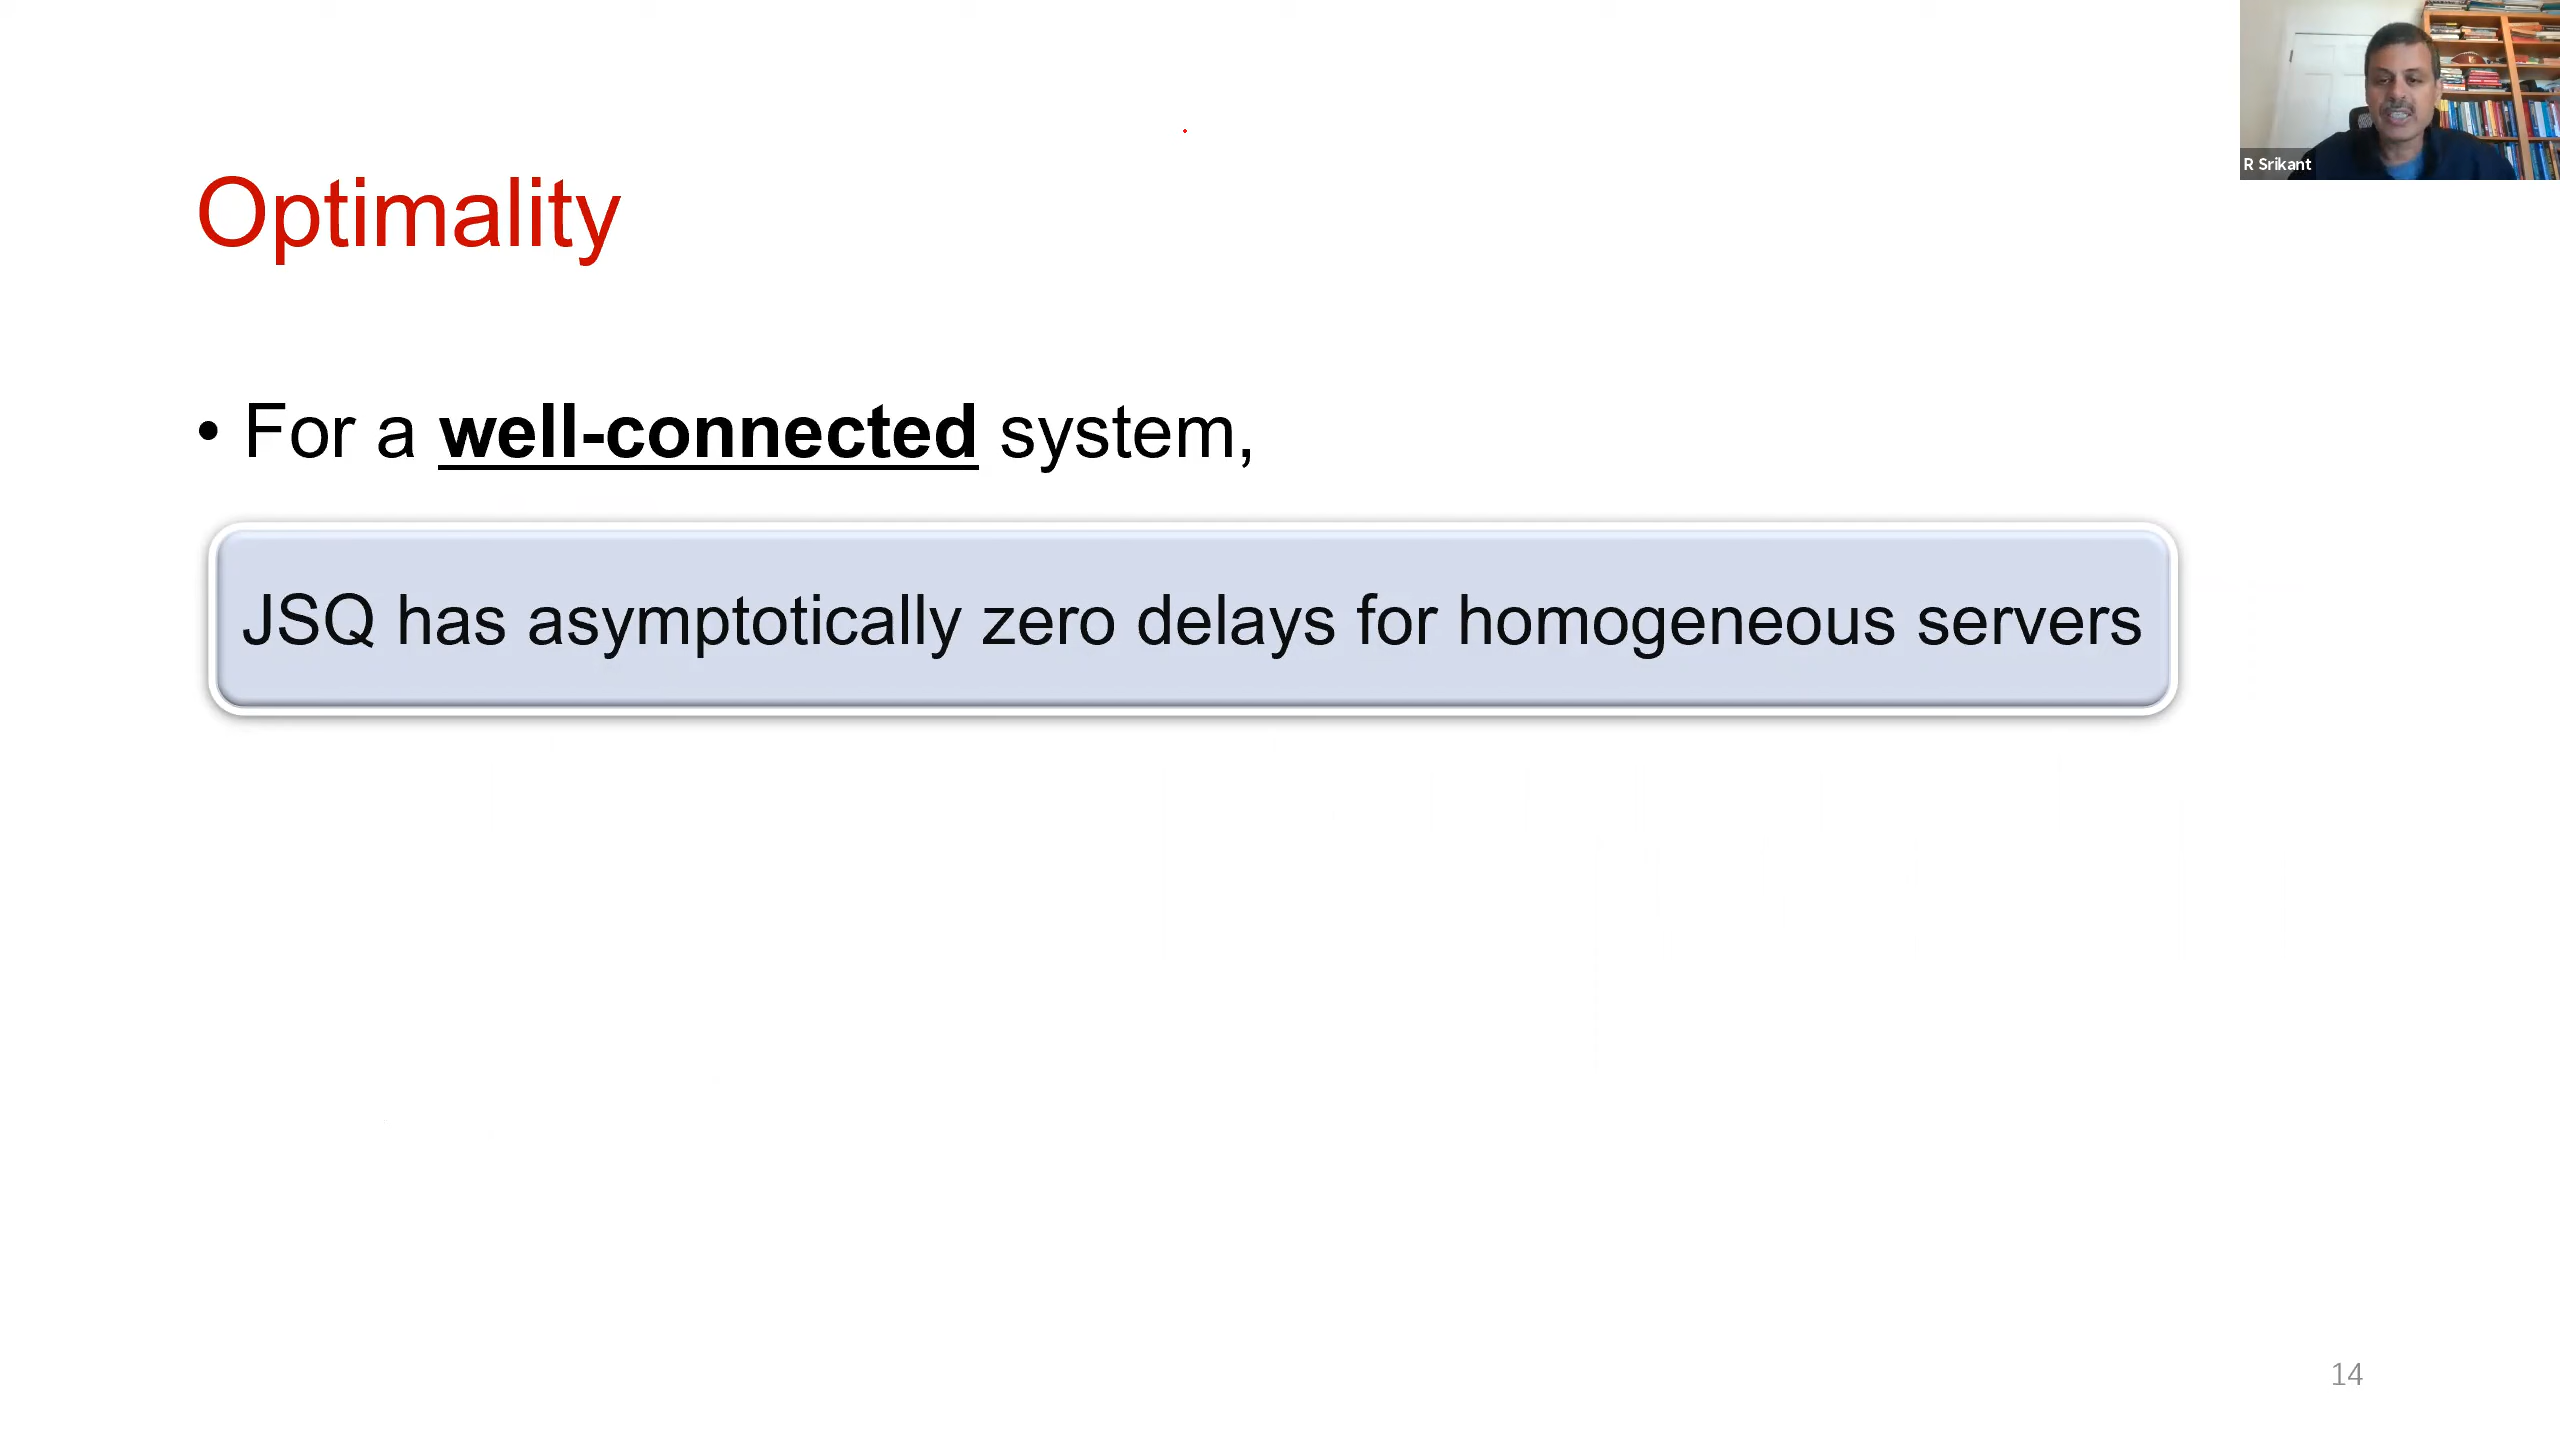 R Srikant
Optimality
• For a well-connected system,
JSQ has asymptotically zero delays for homogeneous servers
14